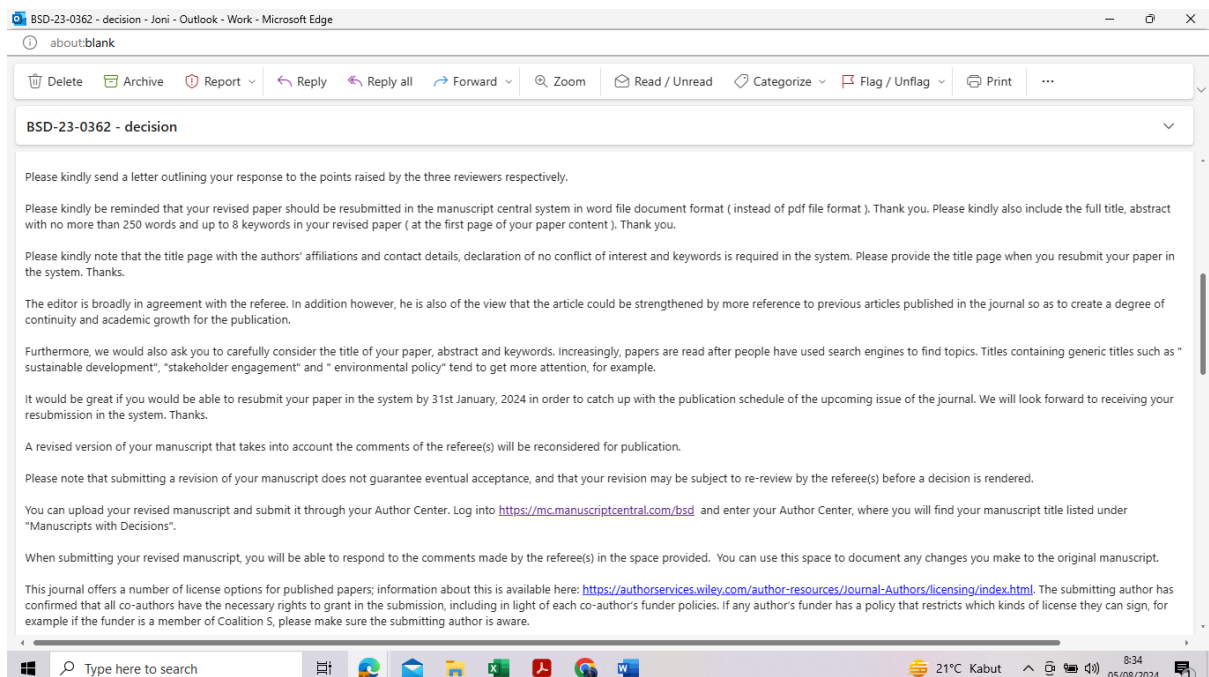 BSD-23-0362 - decision - Joni - Outlook - Work - Microsoft Edge
about:blank
Delete Archive Report Reply Reply all Forward Zoom Read / Unread Categorize Flag / Unflag Print ...
BSD-23-0362 - decision
Please kindly send a letter outlining your response to the points raised by the three reviewers respectively.
Please kindly be reminded that your revised paper should be resubmitted in the manuscript central system in word file document format ( instead of pdf file format ). Thank you. Please kindly also include the full title, abstract
with no more than 250 words and up to 8 keywords in your revised paper ( at the first page of your paper content ). Thank you.
Please kindly note that the title page with the authors' affiliations and contact details, declaration of no conflict of interest and keywords is required in the system. Please provide the title page when you resubmit your paper in
the system. Thanks.
The editor is broadly in agreement with the referee. In addition however, he is also of the view that the article could be strengthened by more reference to previous articles published in the journal so as to create a degree of
continuity and academic growth for the publication.
Furthermore, we would also ask you to carefully consider the title of your paper, abstract and keywords. Increasingly, papers are read after people have used search engines to find topics. Titles containing generic titles such as "
sustainable development", "stakeholder engagement" and " environmental policy" tend to get more attention, for example.
It would be great if you would be able to resubmit your paper in the system by 31st January, 2024 in order to catch up with the publication schedule of the upcoming issue of the journal. We will look forward to receiving your
resubmission in the system. Thanks.
A revised version of your manuscript that takes into account the comments of the referee(s) will be reconsidered for publication.
Please note that submitting a revision of your manuscript does not guarantee eventual acceptance, and that your revision may be subject to re-review by the referee(s) before a decision is rendered.
You can upload your revised manuscript and submit it through your Author Center. Log into https://mc.manuscriptcentral.com/bsd and enter your Author Center, where you will find your manuscript title listed under
"Manuscripts with Decisions".
When submitting your revised manuscript, you will be able to respond to the comments made by the referee(s) in the space provided. You can use this space to document any changes you make to the original manuscript.
This journal offers a number of license options for published papers; information about this is available here: https://authorservices.wiley.com/author-resources/Journal-Authors/licensing/index.html. The submitting author has
confirmed that all co-authors have the necessary rights to grant in the submission, including in light of each co-author's funder policies. If any author's funder has a policy that restricts which kinds of license they can sign, for
example if the funder is a member of Coalition S, please make sure the submitting author is aware.
Type here to search
21°C Kabut
8:34
05/08/2024